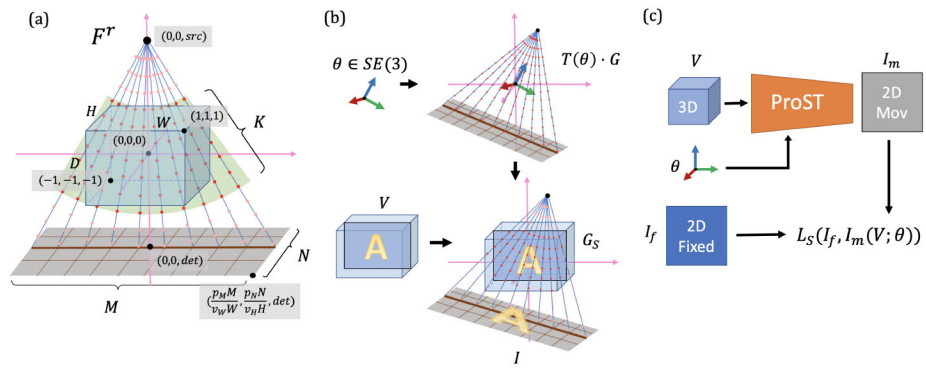 (a)
F^r
(0,0,src)
H
W
(1,1,1)
K
(0,0,0)
D
(−1,−1,−1)
(0,0,det)
N
M
(p_M M / v_W W, p_N N / v_H H, det)
(b)
θ ∈ SE(3)
T(θ) · G
V
A
G_S
A
A
I
(c)
V
I_m
3D
ProST
2D
Mov
θ
I_f
2D
Fixed
L_S(I_f, I_m(V; θ))